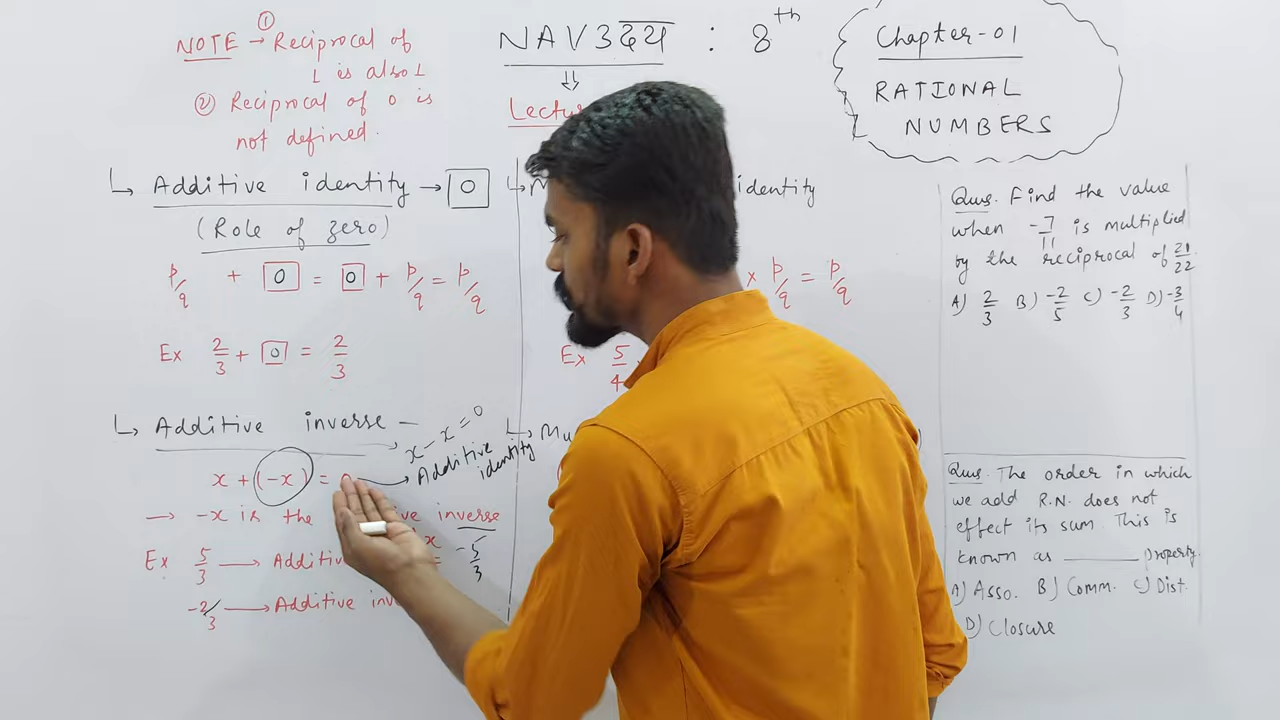 NOTE → ① Reciprocal of
1 is also 1
② Reciprocal of 0 is
not defined.
NAV3दय : 8th
⇓
Chapter-01
RATIONAL
NUMBERS
↳ Additive identity → 0
(Role of zero)
p/q + 0 = 0 + p/q = p/q
Ex 2/3 + 0 = 2/3
↳ Additive inverse —
x - x = 0
x + (-x) = 0 → Additive identity
→ -x is the inverse
Ex 5/3 → -5/3
-2/3 → Additive
identity
x p/q = p/q
Ex 5/4
Ques. Find the value
when -7/11 is multiplied
by the reciprocal of 21/22.
A) 2/3 B) -2/5 C) -2/3 D) -3/4
Ques. The order in which
we add R.N. does not
effect its sum. This is
known as ______ Property.
A) Asso. B) Comm. C) Dist.
D) Closure